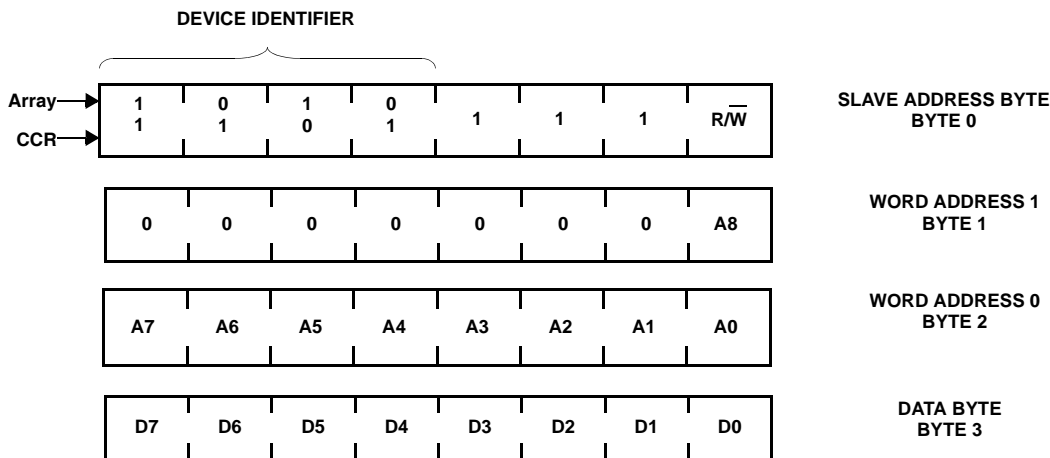 DEVICE IDENTIFIER
Array 1 0 1 0
CCR 1 1 0 1 1 1 1 R/W̅
SLAVE ADDRESS BYTE
BYTE 0
0 0 0 0 0 0 0 A8
WORD ADDRESS 1
BYTE 1
A7 A6 A5 A4 A3 A2 A1 A0
WORD ADDRESS 0
BYTE 2
D7 D6 D5 D4 D3 D2 D1 D0
DATA BYTE
BYTE 3